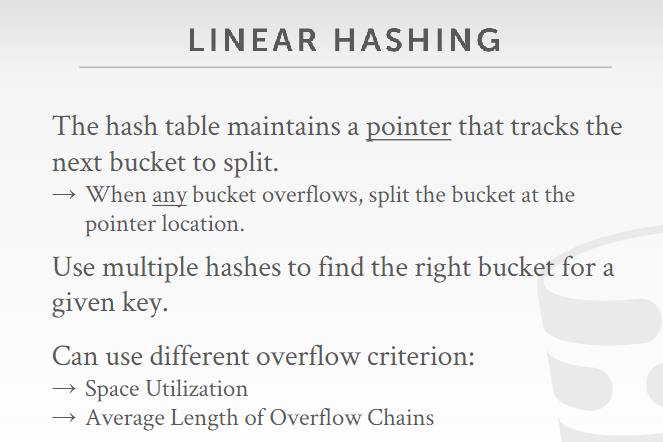 LINEAR HASHING
The hash table maintains a pointer that tracks the
next bucket to split.
→ When any bucket overflows, split the bucket at the
pointer location.
Use multiple hashes to find the right bucket for a
given key.
Can use different overflow criterion:
→ Space Utilization
→ Average Length of Overflow Chains